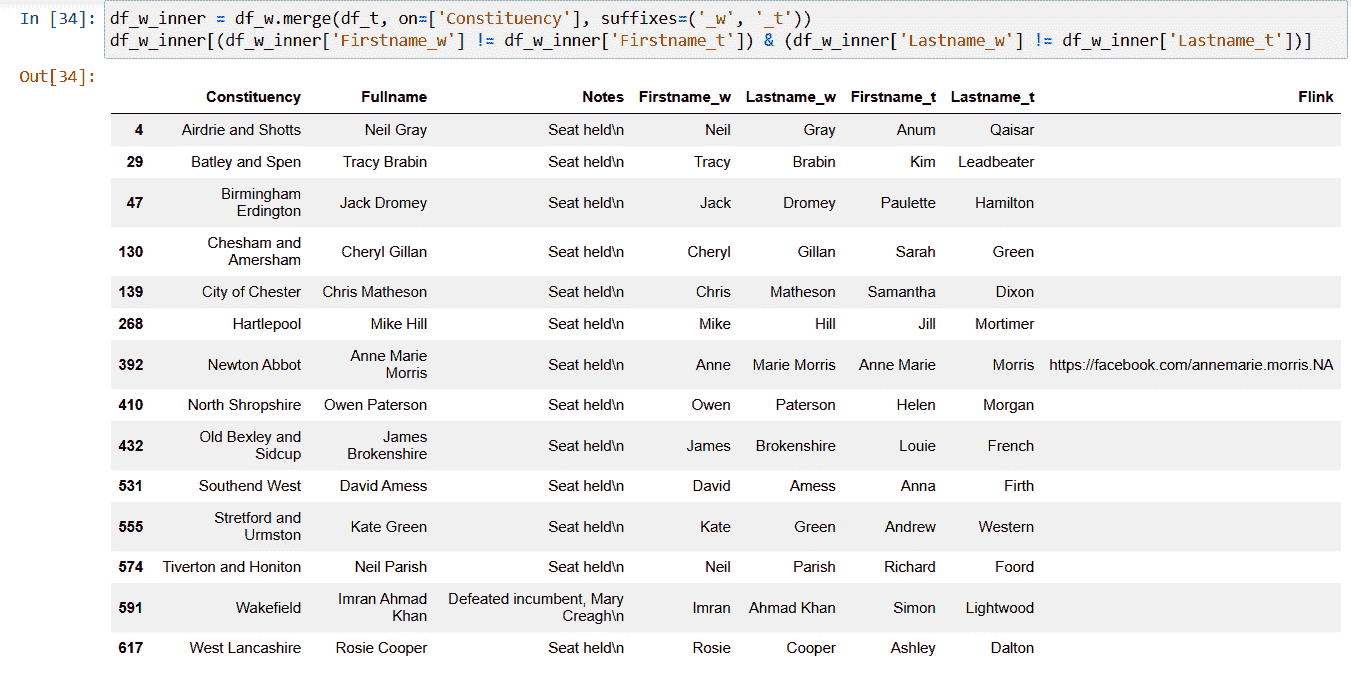 In [34]: df_w_inner = df_w.merge(df_t, on=['Constituency'], suffixes=('_w', '_t'))
df_w_inner[(df_w_inner['Firstname_w'] != df_w_inner['Firstname_t']) & (df_w_inner['Lastname_w'] != df_w_inner['Lastname_t'])]
Out[34]:
Constituency Fullname Notes Firstname_w Lastname_w Firstname_t Lastname_t Flink
4 Airdrie and Shotts Neil Gray Seat held\n Neil Gray Anum Qaisar
29 Batley and Spen Tracy Brabin Seat held\n Tracy Brabin Kim Leadbeater
Birmingham
47 Erdington Jack Dromey Seat held\n Jack Dromey Paulette Hamilton
Chesham and
130 Amersham Cheryl Gillan Seat held\n Cheryl Gillan Sarah Green
139 City of Chester Chris Matheson Seat held\n Chris Matheson Samantha Dixon
268 Hartlepool Mike Hill Seat held\n Mike Hill Jill Mortimer
Anne Marie
392 Newton Abbot Morris Seat held\n Anne Marie Morris Anne Marie Morris https://facebook.com/annemarie.morris.NA
410 North Shropshire Owen Paterson Seat held\n Owen Paterson Helen Morgan
Old Bexley and James
432 Sidcup Brokenshire Seat held\n James Brokenshire Louie French
531 Southend West David Amess Seat held\n David Amess Anna Firth
Stretford and
555 Urmston Kate Green Seat held\n Kate Green Andrew Western
574 Tiverton and Honiton Neil Parish Seat held\n Neil Parish Richard Foord
Imran Ahmad Defeated incumbent, Mary
591 Wakefield Khan Creagh\n Imran Ahmad Khan Simon Lightwood
617 West Lancashire Rosie Cooper Seat held\n Rosie Cooper Ashley Dalton